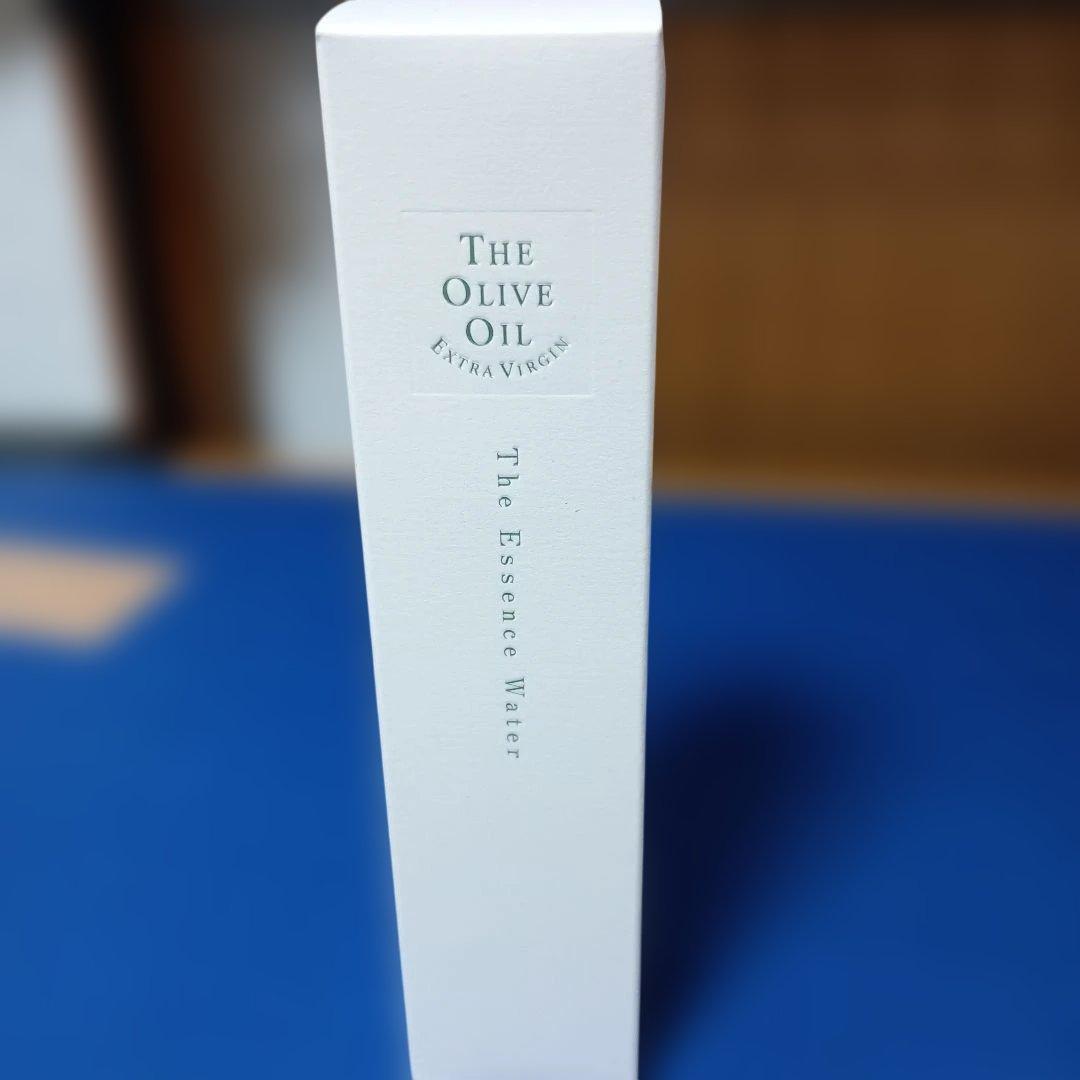 THE
OLIVE
OIL
EXTRA VIRGIN
The Essence Water